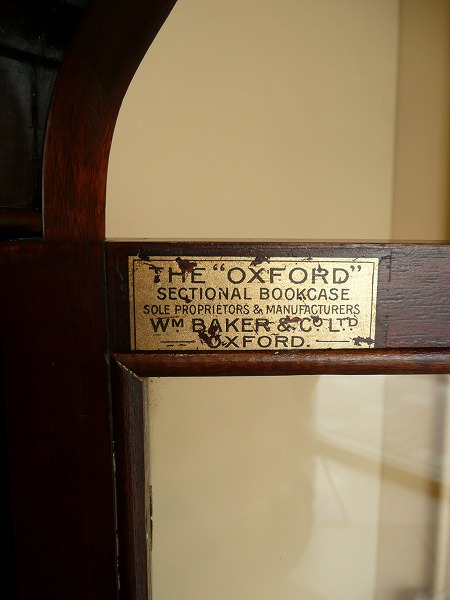 THE "OXFORD"
SECTIONAL BOOKCASE
SOLE PROPRIETORS & MANUFACTURERS
WM BAKER & CO LTD
OXFORD.